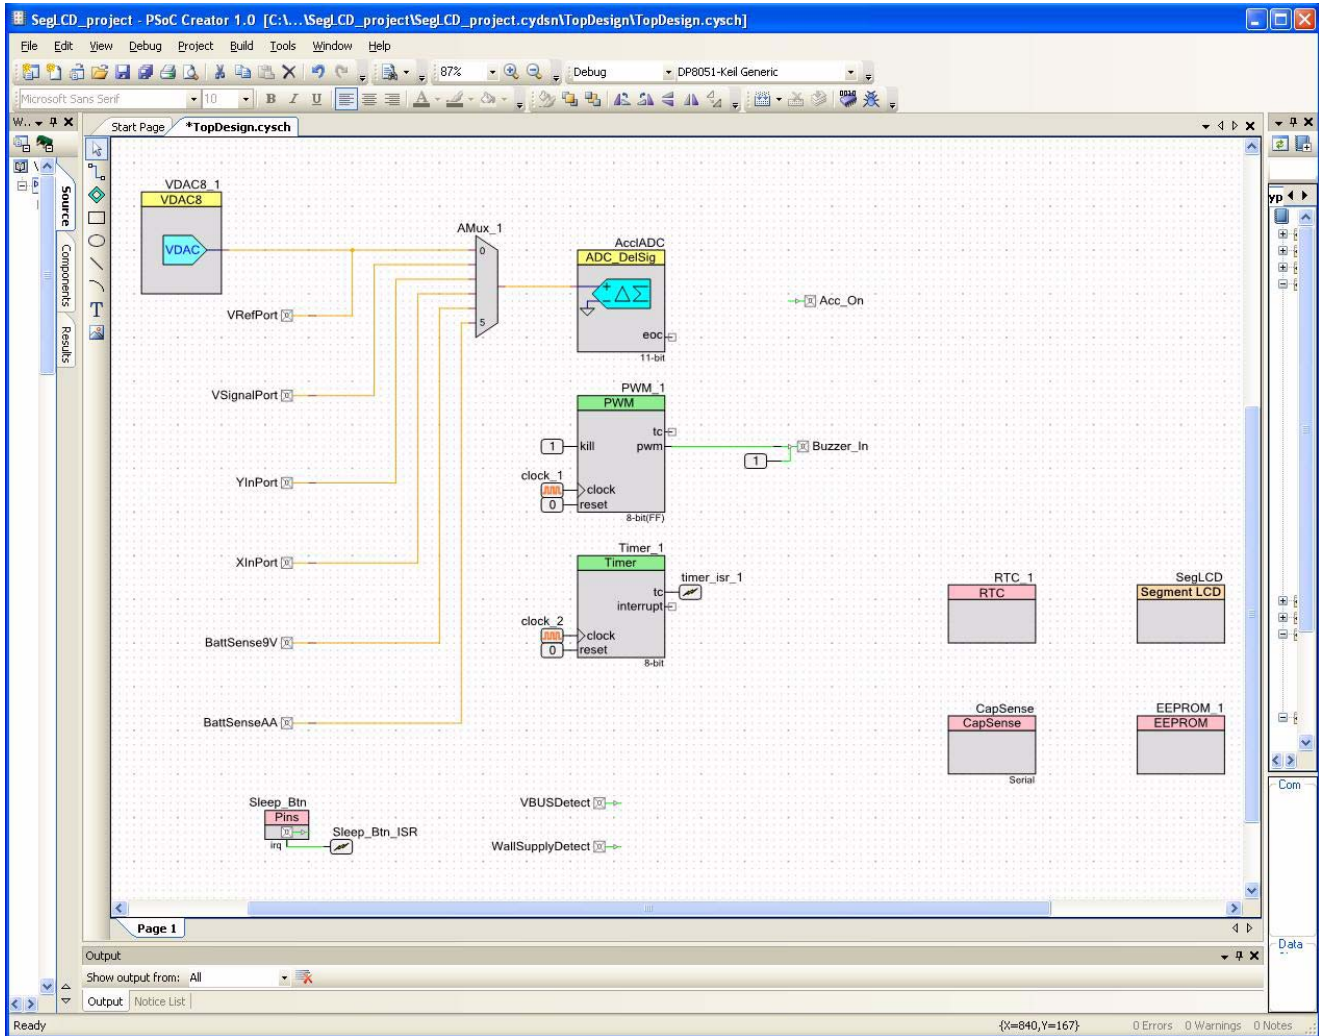 SegLCD_project - PSoC Creator 1.0 [C:\...\SegLCD_project\SegLCD_project.cydsn\TopDesign\TopDesign.cysch]
File Edit View Debug Project Build Tools Window Help
87% Debug DP8051-Keil Generic
Microsoft Sans Serif 10 B I U A
W..
Start Page *TopDesign.cysch
Source
Components
Results
T
yp
VDAC8_1
VDAC8
VDAC
AMux_1
0
5
AcclADC
ADC_DelSig
+
ΔΣ
eoc
11-bit
Acc_On
VRefPort
VSignalPort
YInPort
XInPort
BattSense9V
BattSenseAA
PWM_1
PWM
tc
1 kill pwm
Buzzer_In
1
clock_1
clock
0 reset
8-bit(FF)
Timer_1
Timer
timer_isr_1
tc
interrupt
clock_2
clock
0 reset
8-bit
RTC_1
RTC
SegLCD
Segment LCD
CapSense
CapSense
Serial
EEPROM_1
EEPROM
Sleep_Btn
Pins
irq
Sleep_Btn_ISR
VBUSDetect
WallSupplyDetect
Com
Data
Page 1
Output
Show output from: All
Output Notice List
Ready {X=840,Y=167} 0 Errors 0 Warnings 0 Notes